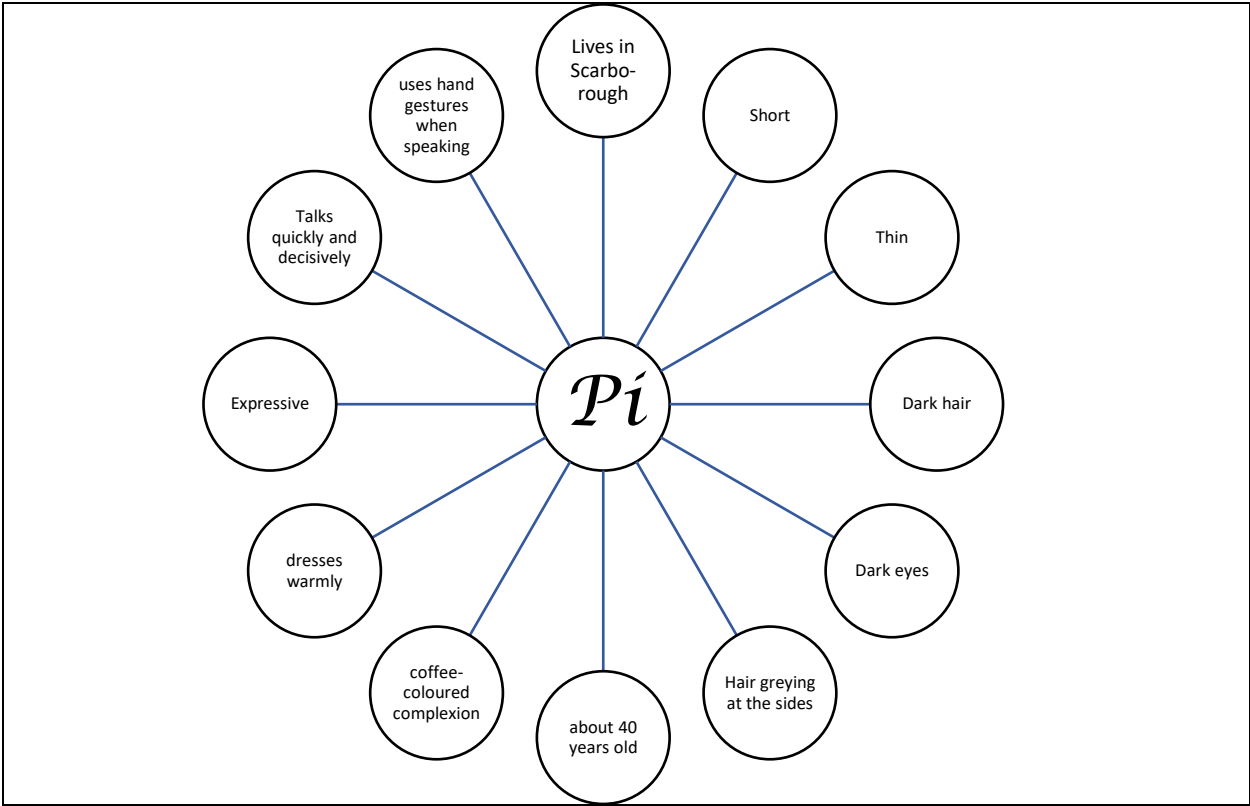 Lives in
Scarbo-
rough
Short
Thin
Dark hair
Dark eyes
Hair greying
at the sides
about 40
years old
coffee-
coloured
complexion
dresses
warmly
Expressive
Talks
quickly and
decisively
uses hand
gestures
when
speaking
Pi